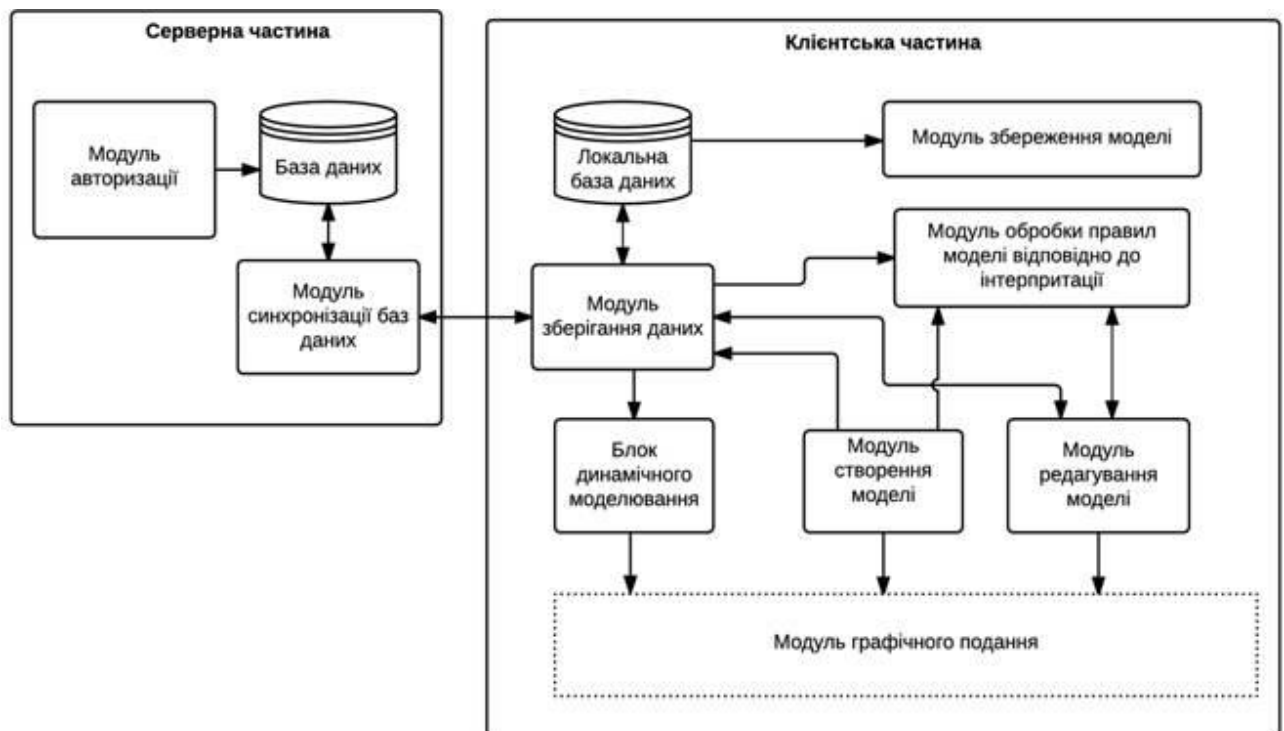 Серверна частина
Модуль
авторизації
База даних
Модуль
синхронізації баз
даних
Клієнтська частина
Локальна
база даних
Модуль збереження моделі
Модуль обробки правил
моделі відповідно до
інтерпритації
Модуль
зберігання даних
Блок
динамічного
моделювання
Модуль
створення
моделі
Модуль
редагування
моделі
Модуль графічного подання